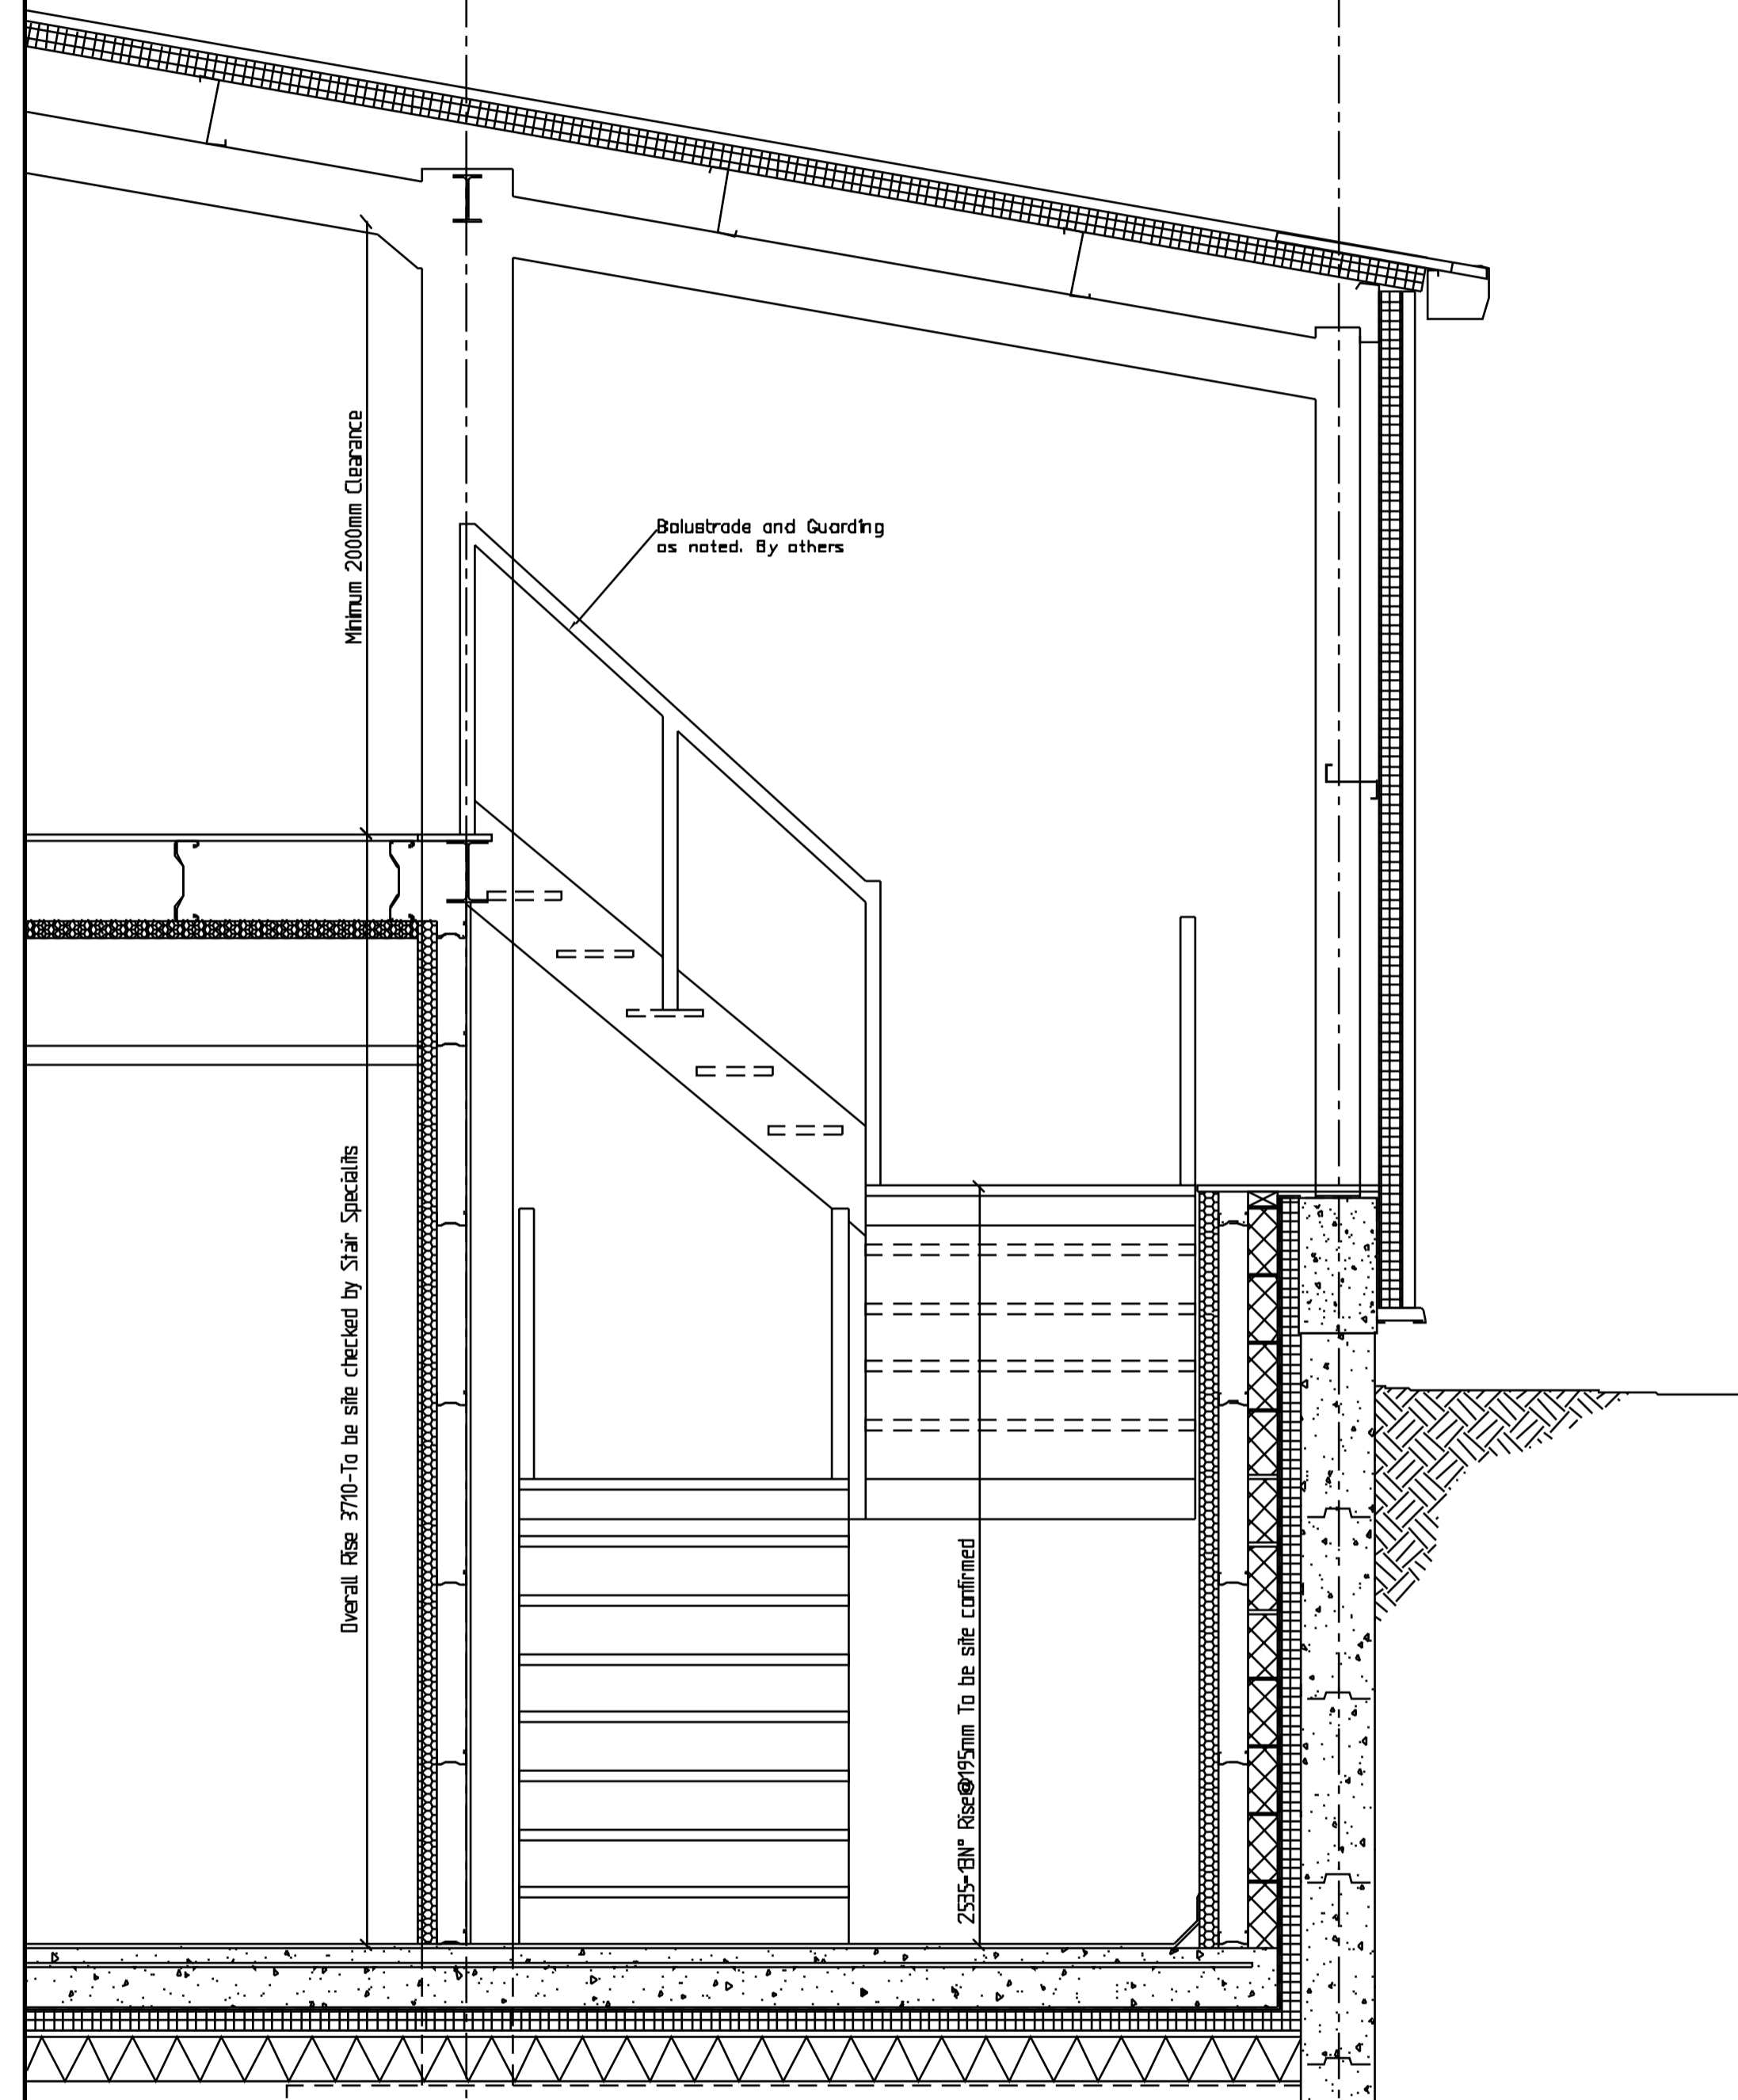 Minimum 2000mm Clearance
Balustrade and Guarding
as noted. By others
Overall Rise 3710-To be site checked by Stair Specialits
2535-13N° Rise@195mm To be site confirmed